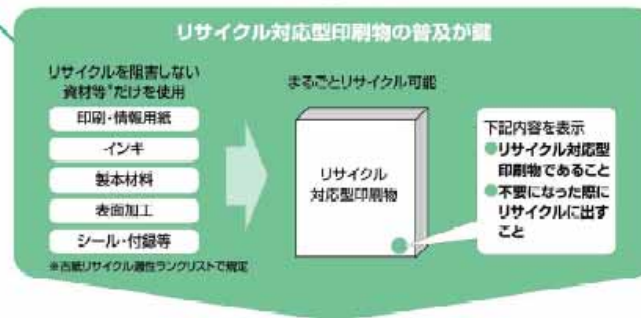 リサイクル対応型印刷物の普及が鍵
リサイクルを阻害しない
資材等*だけを使用
印刷・情報用紙
インキ
製本材料
表面加工
シール・付録等
※古紙リサイクル適性ランクリストで規定
まるごとリサイクル可能
リサイクル
対応型印刷物
下記内容を表示
●リサイクル対応型
印刷物であること
●不要になった際に
リサイクルに出す
こと